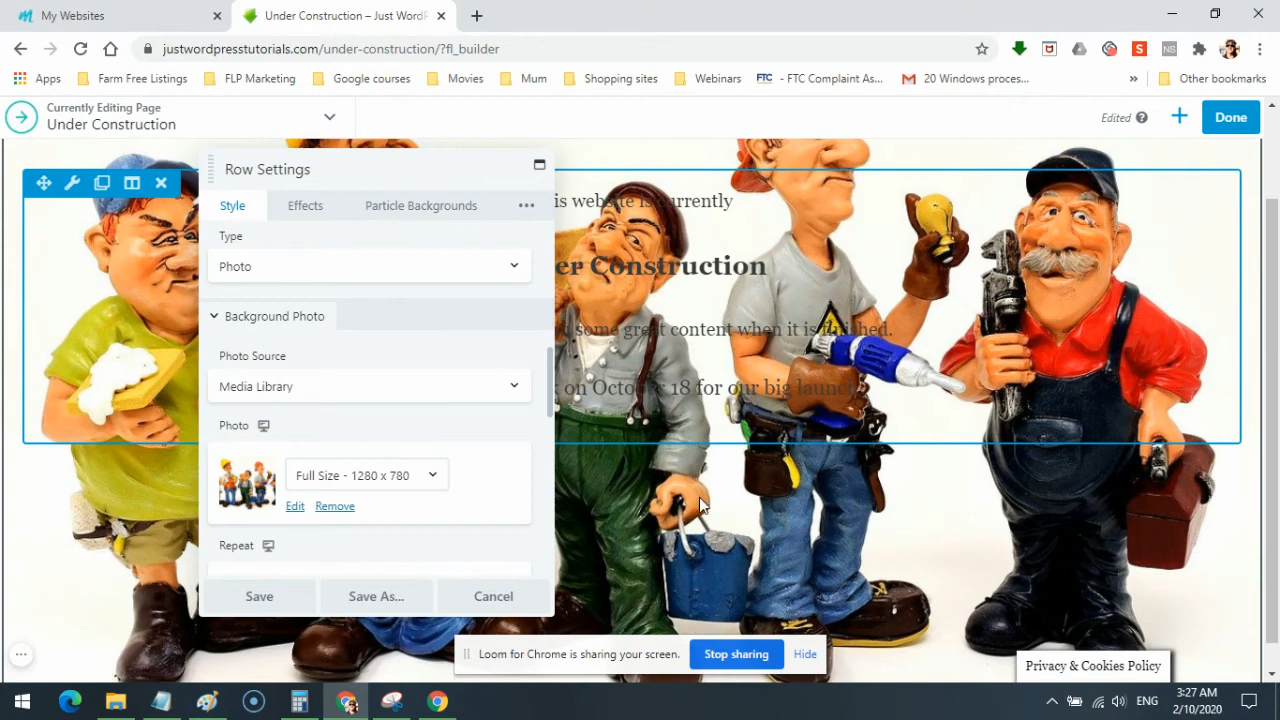 My Websites
Under Construction – Just WordP
justwordpresstutorials.com/under-construction/?fl_builder
Apps
Farm Free Listings
FLP Marketing
Google courses
Movies
Mum
Shopping sites
Webinars
FTC - FTC Complaint As...
20 Windows proces...
»
Other bookmarks
Currently Editing Page
Under Construction
Edited
Done
Row Settings
Style
Effects
Particle Backgrounds
Type
Photo
Background Photo
Photo Source
Media Library
Photo
Full Size - 1280 x 780
Edit
Remove
Repeat
Save
Save As...
Cancel
is website is currently
er Construction
some great content when it is finished.
on October 18 for our big launch
Loom for Chrome is sharing your screen.
Stop sharing
Hide
Privacy & Cookies Policy
ENG
3:27 AM
2/10/2020